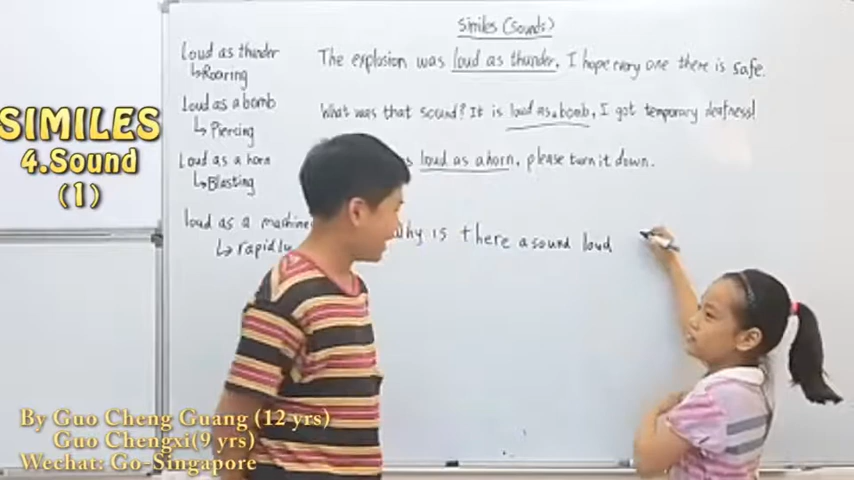 Similes (Sounds)
loud as thunder
↳Roaring
The explosion was loud as thunder, I hope every one there is safe.
loud as a bomb
↳ Piercing
What was that sound? It is loud as a bomb, I got temporary deafness!
loud as a horn
↳Blasting
loud as a horn, please turn it down.
loud as a machine
↳ rapidly
Why is there a sound loud
SIMILES
4.Sound
(1)
By Guo Cheng Guang (12 yrs)
Guo Chengxi(9 yrs)
Wechat: Go-Singapore